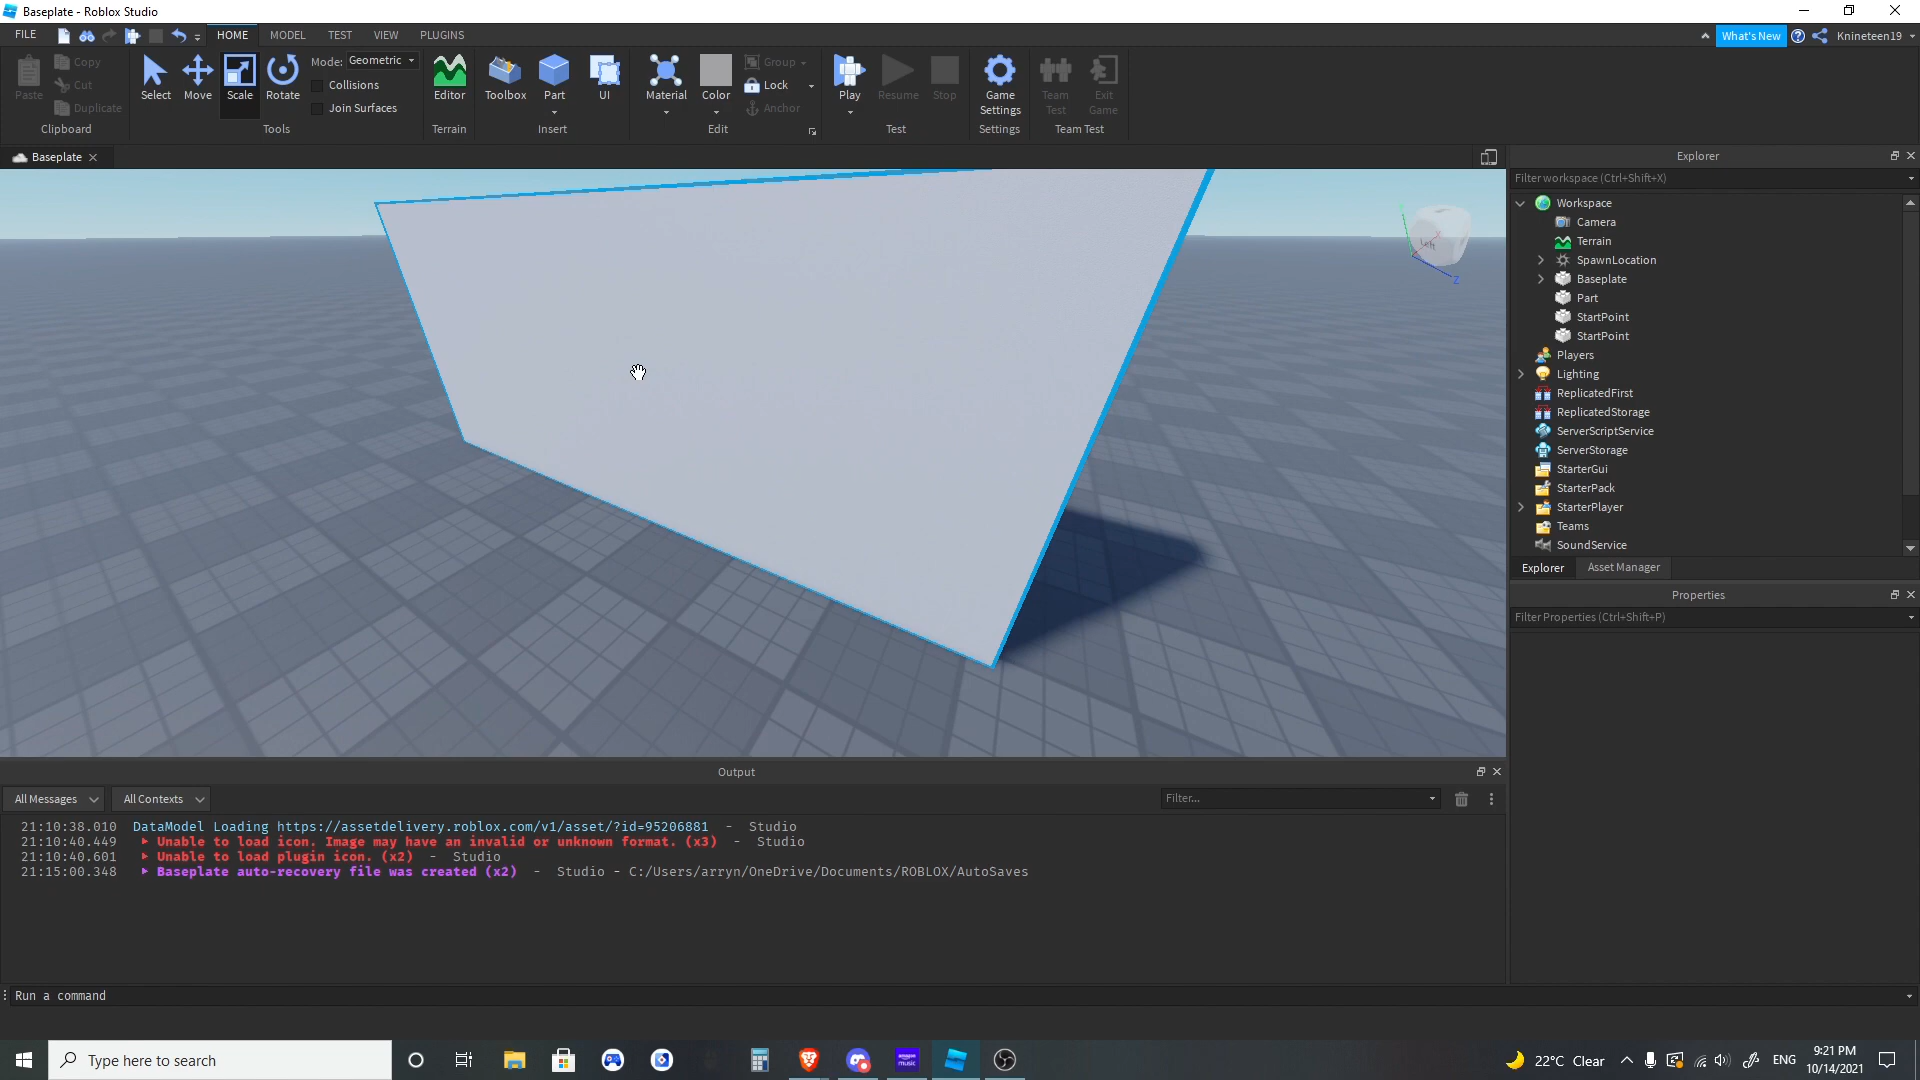 Baseplate - Roblox Studio
FILE HOME MODEL TEST VIEW PLUGINS What's New Knineteen19
Paste Copy Cut Duplicate
Clipboard
Select Move Scale Rotate
Mode: Geometric
Collisions
Join Surfaces
Tools
Editor
Terrain
Toolbox Part UI
Insert
Material Color
Group
Lock
Anchor
Edit
Play Resume Stop
Test
Game Settings
Settings
Team Test
Exit Game
Team Test
Baseplate
Left
Z
Explorer
Filter workspace (Ctrl+Shift+X)
Workspace
Camera
Terrain
SpawnLocation
Baseplate
Part
StartPoint
StartPoint
Players
Lighting
ReplicatedFirst
ReplicatedStorage
ServerScriptService
ServerStorage
StarterGui
StarterPack
StarterPlayer
Teams
SoundService
Explorer Asset Manager
Properties
Filter Properties (Ctrl+Shift+P)
Output
All Messages All Contexts Filter...
21:10:38.010 DataModel Loading https://assetdelivery.roblox.com/v1/asset/?id=95206881 - Studio
21:10:40.449 Unable to load icon. Image may have an invalid or unknown format. (x3) - Studio
21:10:40.601 Unable to load plugin icon. (x2) - Studio
21:15:00.348 Baseplate auto-recovery file was created (x2) - Studio - C:/Users/arryn/OneDrive/Documents/ROBLOX/AutoSaves
Run a command
Type here to search
22°C Clear
ENG
9:21 PM
10/14/2021